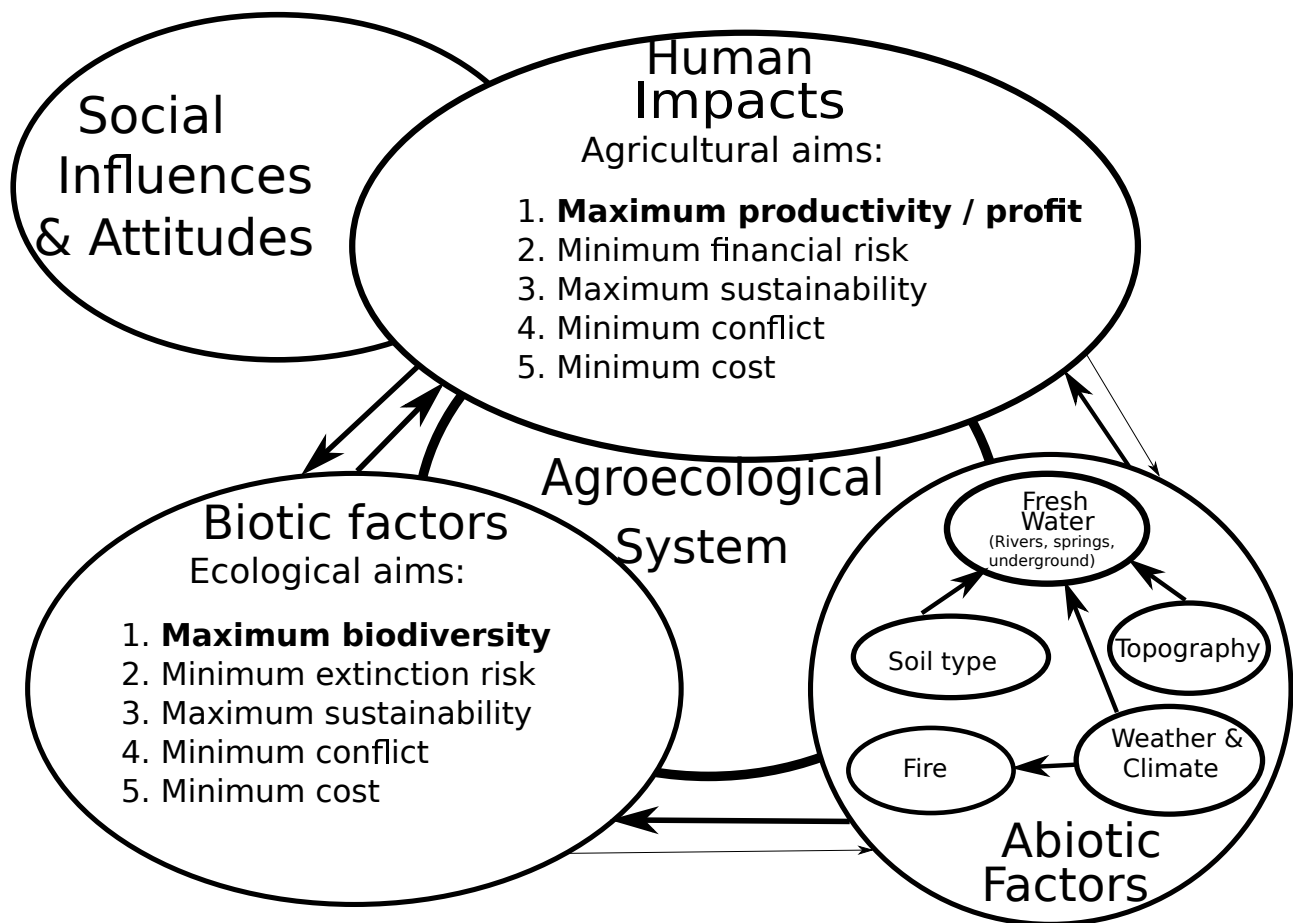 Social
Influences
& Attitudes
Human
Impacts
Agricultural aims:
1. Maximum productivity / profit
2. Minimum financial risk
3. Maximum sustainability
4. Minimum conflict
5. Minimum cost
Agroecological
System
Biotic factors
Ecological aims:
1. Maximum biodiversity
2. Minimum extinction risk
3. Maximum sustainability
4. Minimum conflict
5. Minimum cost
Fresh
Water
(Rivers, springs,
underground)
Soil type
Topography
Fire
Weather &
Climate
Abiotic
Factors